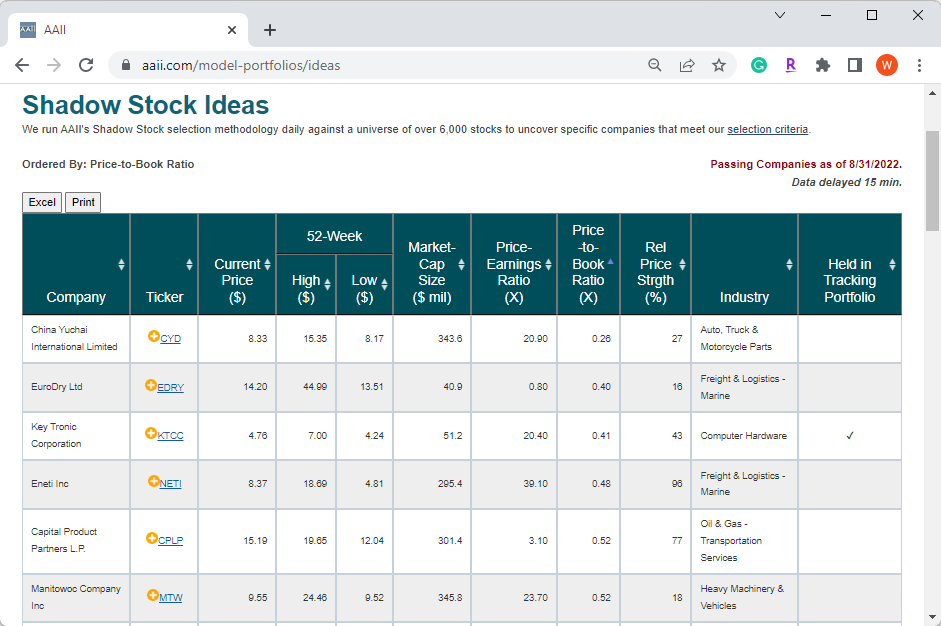 AAII
AAII
aaii.com/model-portfolios/ideas
W
Shadow Stock Ideas
We run AAII's Shadow Stock selection methodology daily against a universe of over 6,000 stocks to uncover specific companies that meet our selection criteria.
Ordered By: Price-to-Book Ratio
Passing Companies as of 8/31/2022.
Data delayed 15 min.
Excel Print
Company
Ticker
Current
Price
($)
52-Week
High
($)
Low
($)
Market-
Cap
Size
($ mil)
Price-
Earnings
Ratio
(X)
Price
-to-
Book
Ratio
(X)
Rel
Price
Strgth
(%)
Industry
Held in
Tracking
Portfolio
China Yuchai
International Limited
CYD 8.33 15.35 8.17 343.6 20.90 0.26 27
Auto, Truck &
Motorcycle Parts
EuroDry Ltd EDRY 14.20 44.99 13.51 40.9 0.80 0.40 16
Freight & Logistics -
Marine
Key Tronic
Corporation
KTCC 4.76 7.00 4.24 51.2 20.40 0.41 43 Computer Hardware ✓
Eneti Inc NETI 8.37 18.69 4.81 295.4 39.10 0.48 96
Freight & Logistics -
Marine
Capital Product
Partners L.P.
CPLP 15.19 19.65 12.04 301.4 3.10 0.52 77
Oil & Gas -
Transportation
Services
Manitowoc Company
Inc
MTW 9.55 24.46 9.52 345.8 23.70 0.52 18
Heavy Machinery &
Vehicles